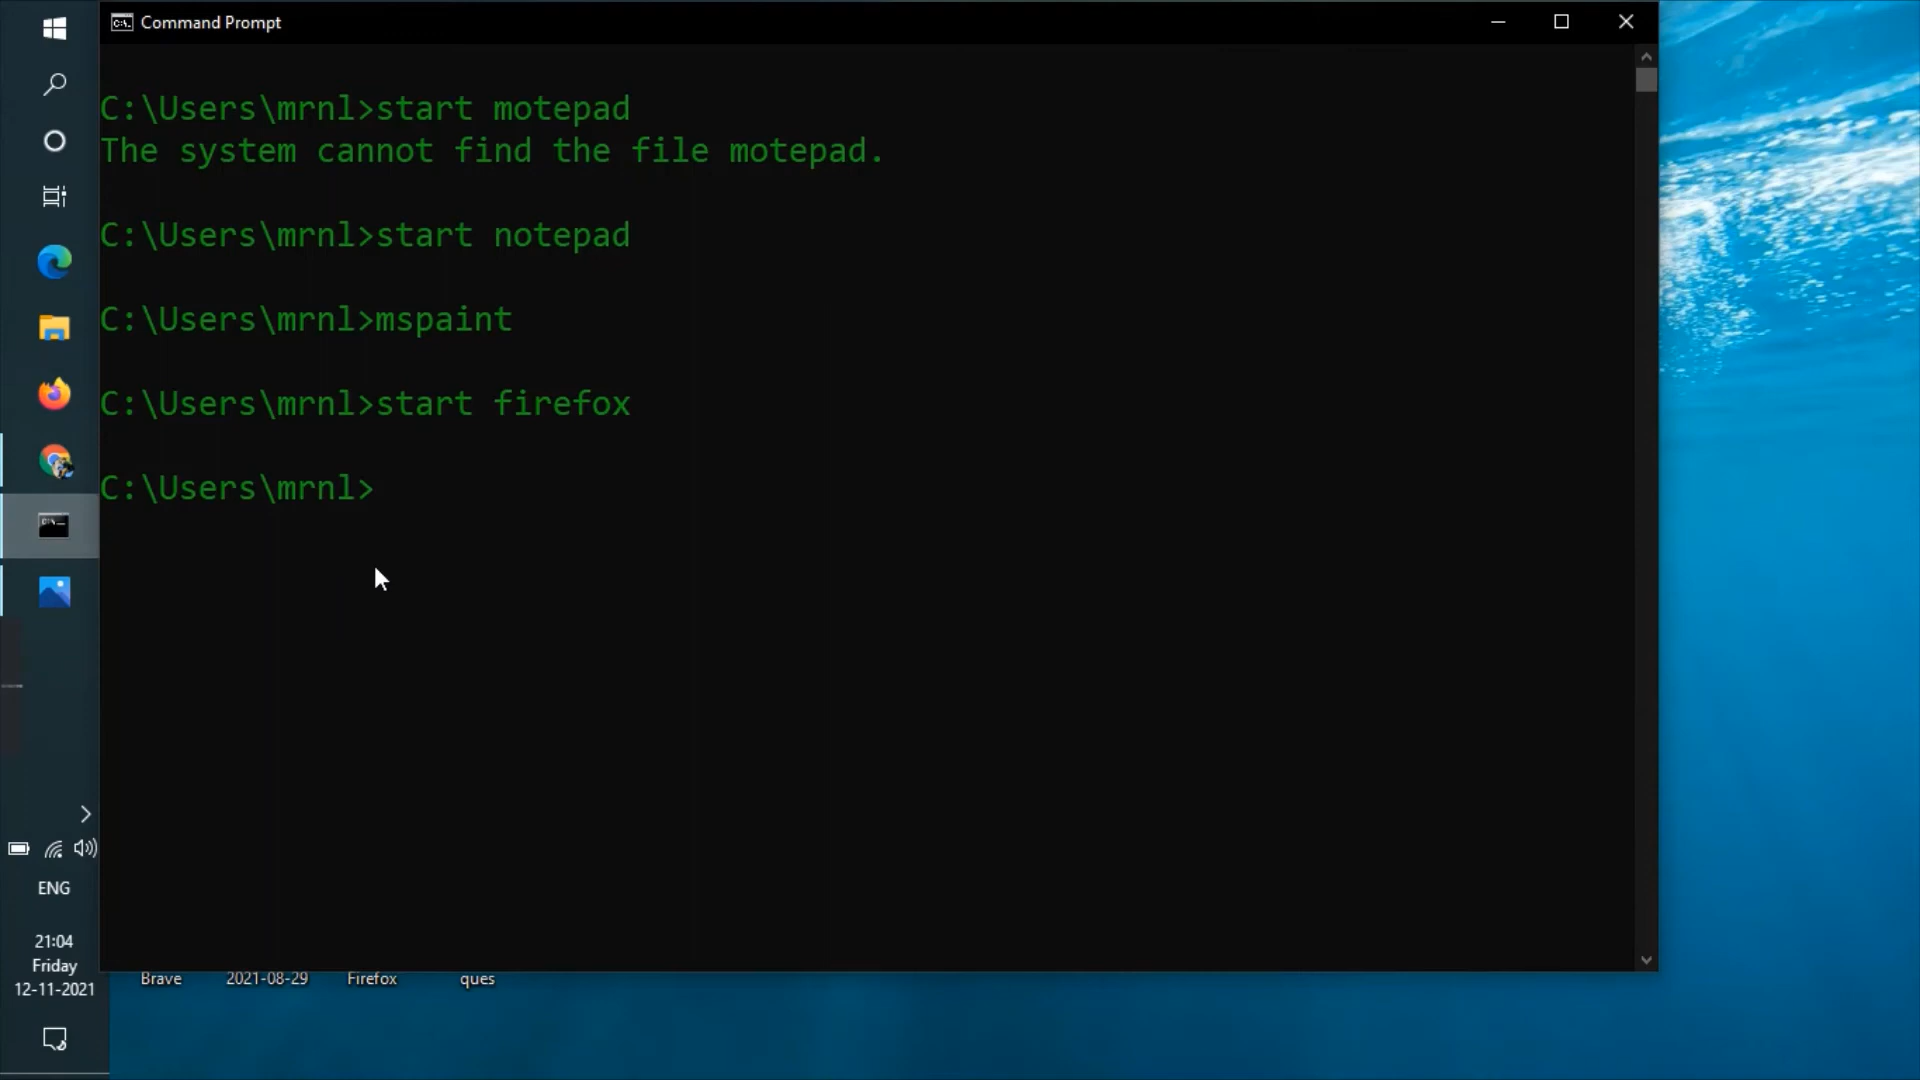 Command Prompt
C:\Users\mrnl>start motepad
The system cannot find the file motepad.
C:\Users\mrnl>start notepad
C:\Users\mrnl>mspaint
C:\Users\mrnl>start firefox
C:\Users\mrnl>
ENG
21:04
Friday
12-11-2021
Brave 2021-08-29 Firefox ques